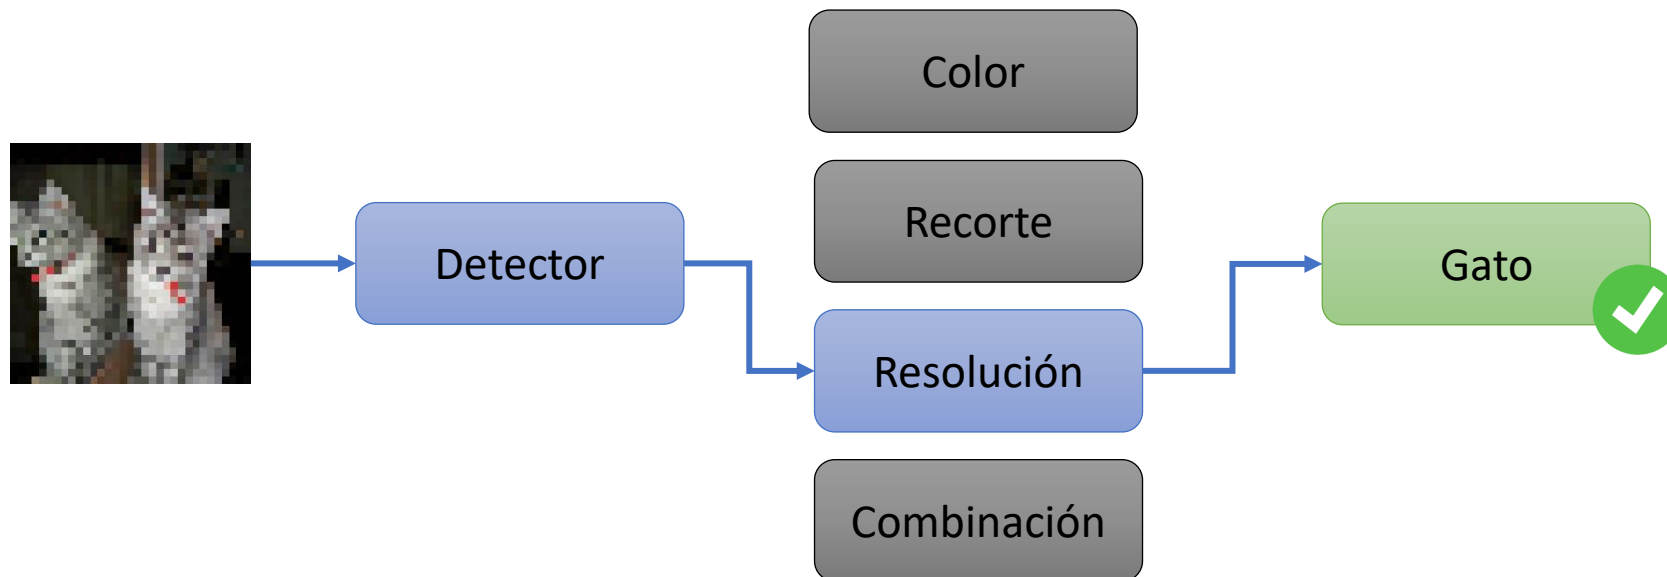 Color
Recorte
Detector
Gato
Resolución
Combinación